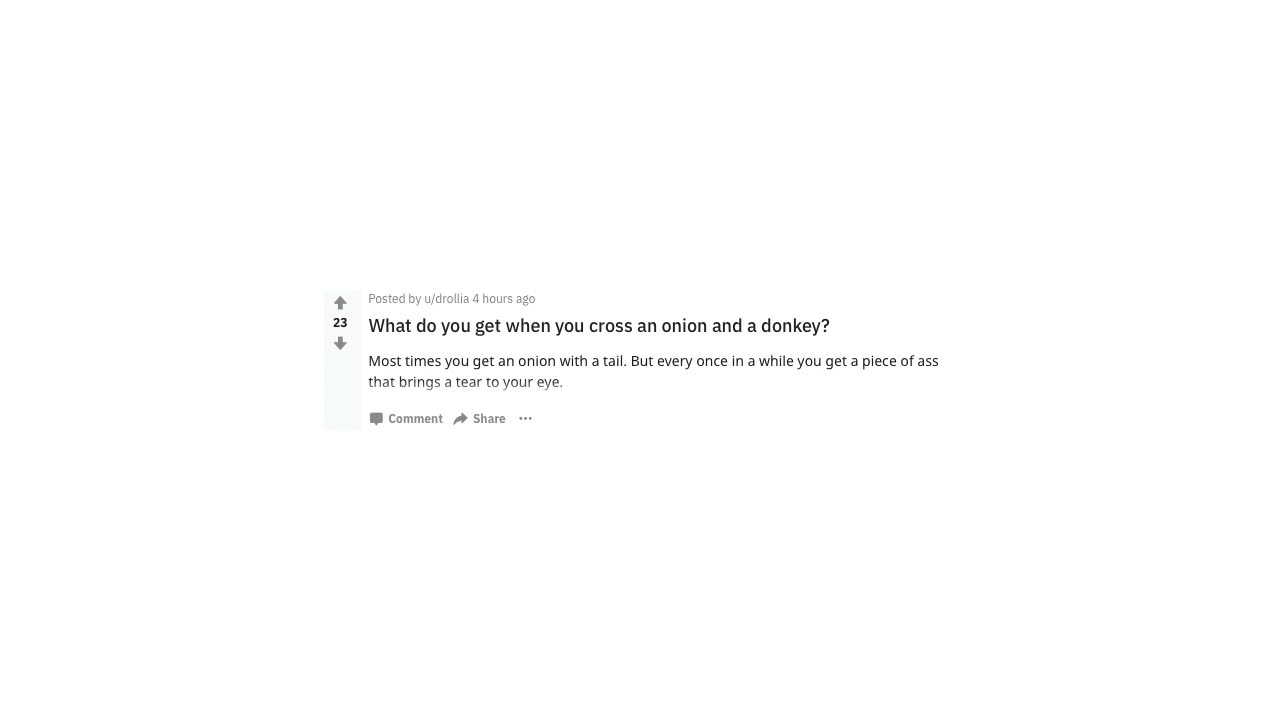 Posted by u/drollia 4 hours ago
23
What do you get when you cross an onion and a donkey?
Most times you get an onion with a tail. But every once in a while you get a piece of ass
that brings a tear to your eye.
Comment Share